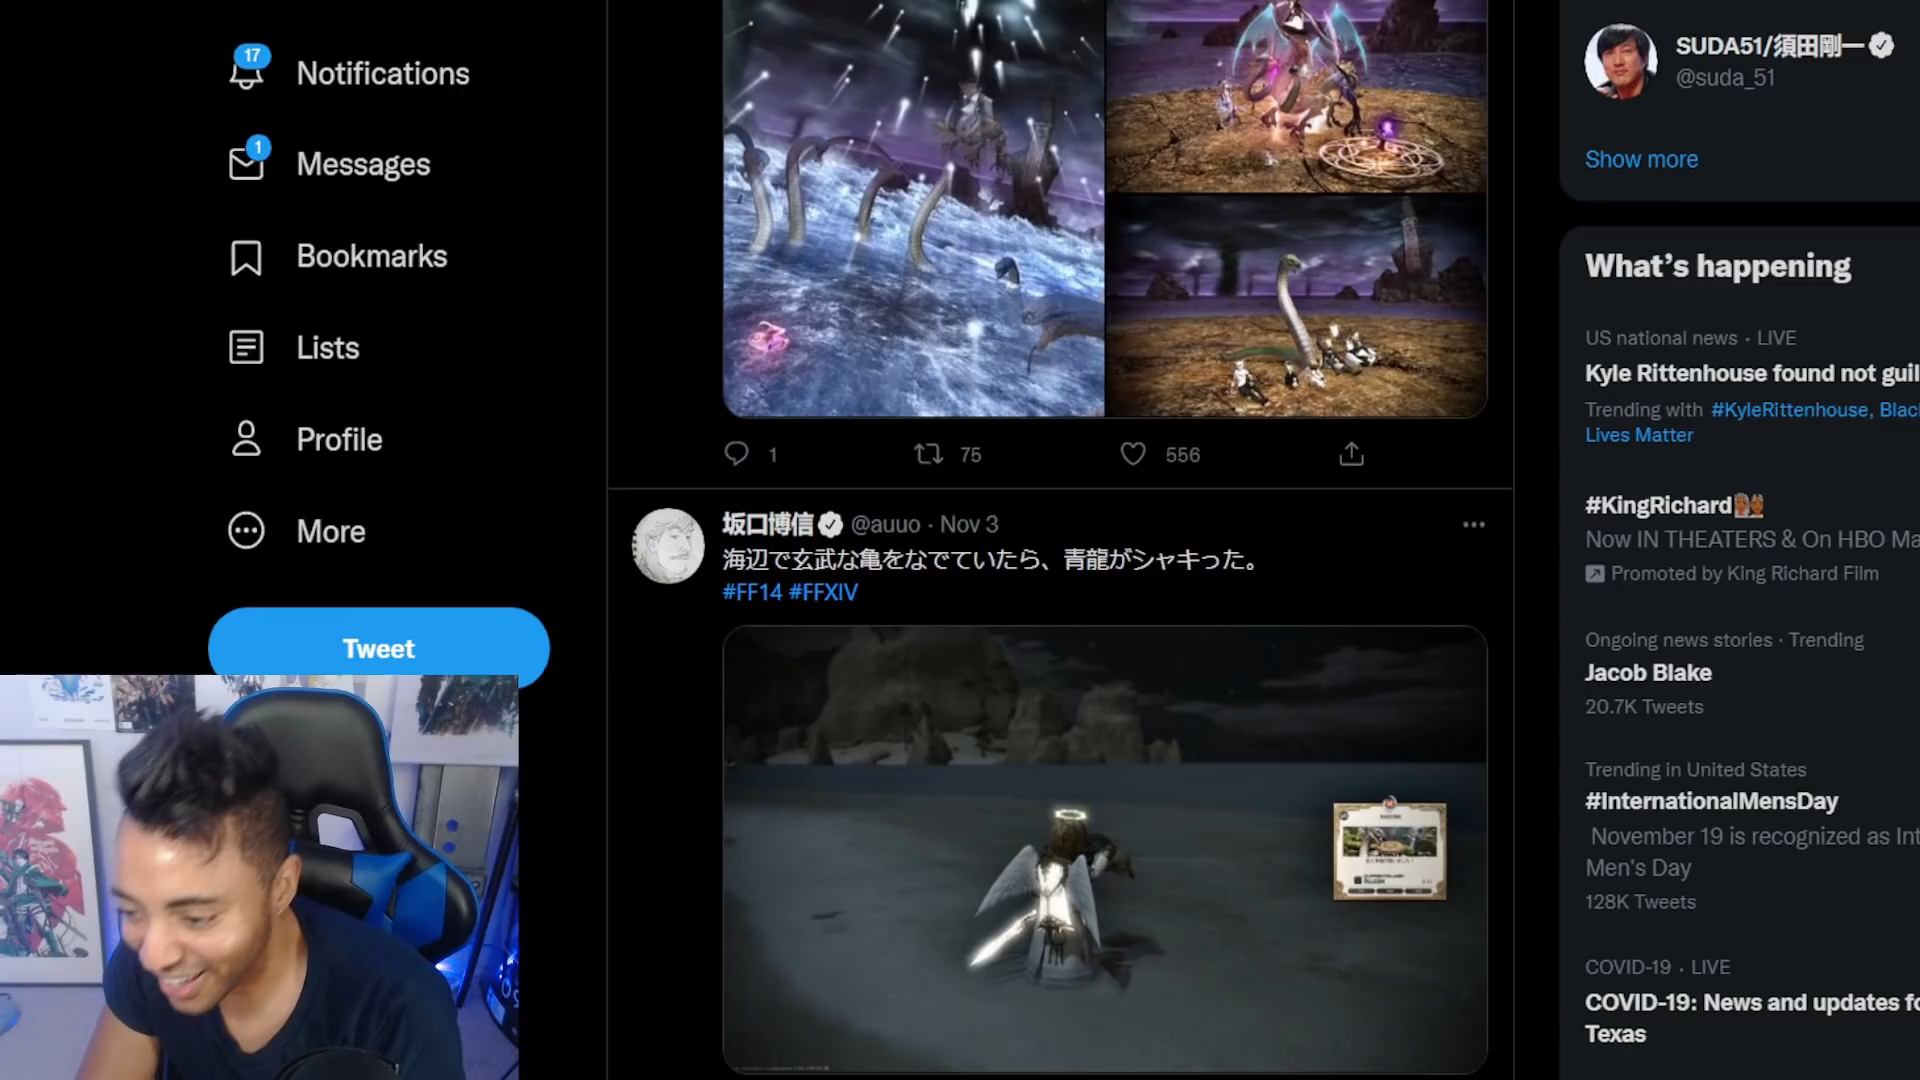 17
Notifications
1
Messages
Bookmarks
Lists
Profile
More
Tweet
1
75
556
坂口博信 @auuo · Nov 3
海辺で玄武な亀をなでていたら、青龍がシャキった。
#FF14 #FFXIV
SUDA51/須田剛一
@suda_51
Show more
What's happening
US national news · LIVE
Kyle Rittenhouse found not guil
Trending with #KyleRittenhouse, Blac
Lives Matter
#KingRichard
Now IN THEATERS & On HBO Ma
Promoted by King Richard Film
Ongoing news stories · Trending
Jacob Blake
20.7K Tweets
Trending in United States
#InternationalMensDay
November 19 is recognized as Int
Men's Day
128K Tweets
COVID-19 · LIVE
COVID-19: News and updates fo
Texas